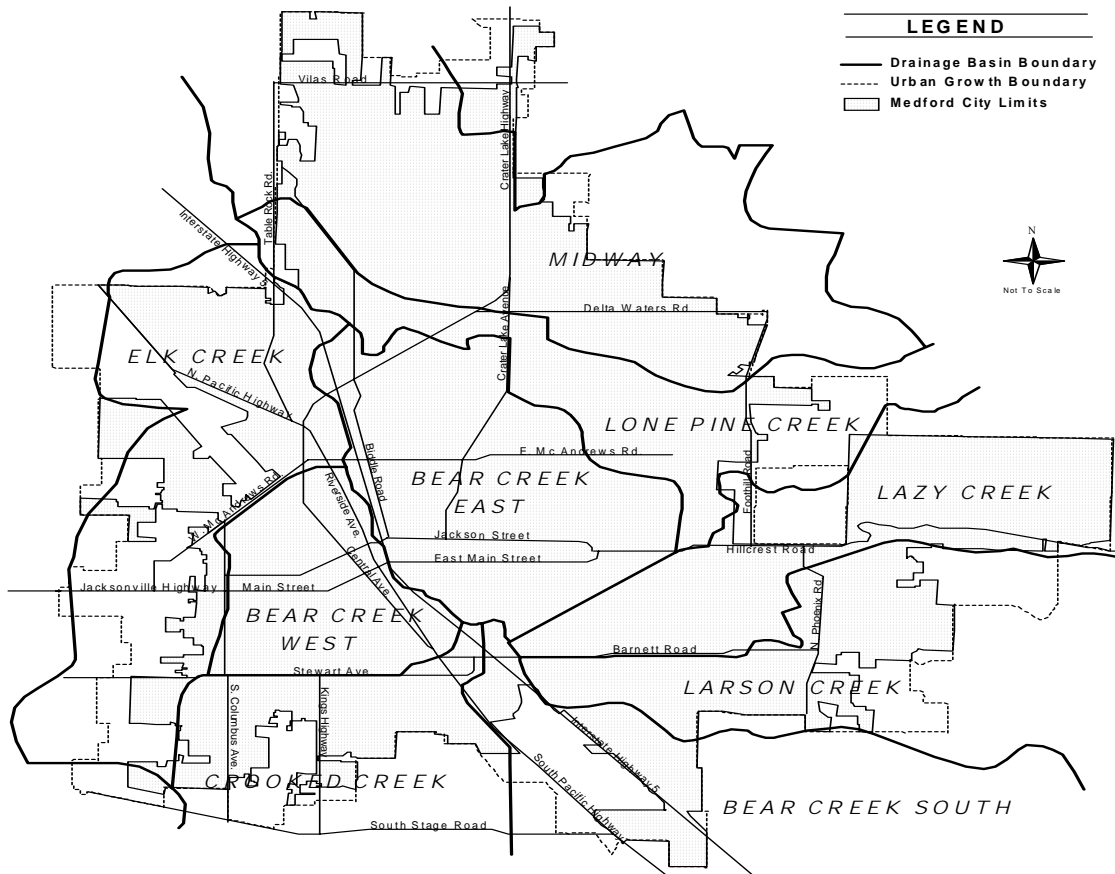 LEGEND
Drainage Basin Boundary
Urban Growth Boundary
Medford City Limits
N
Not To Scale
Vilas Road
Crater Lake Highway
Table Rock Rd.
Interstate Highway 5
MIDWAY
Delta Waters Rd
Crater Lake Avenue
ELK CREEK
N. Pacific Highway
LONE PINE CREEK
E. Mc Andrews Rd.
Biddle Road
BEAR CREEK
EAST
Foothill Road
LAZY CREEK
N. Mc Andrews Rd.
Riverside Ave.
Jackson Street
East Main Street
Hillcrest Road
Central Ave
Jacksonville Highway
Main Street
N. Phoenix Rd
BEAR CREEK
WEST
Barnett Road
Stewart Ave
LARSON CREEK
S. Columbus Ave.
Kings Highway
Interstate Highway 5
CROOKED CREEK
South Pacific Highway
BEAR CREEK SOUTH
South Stage Road